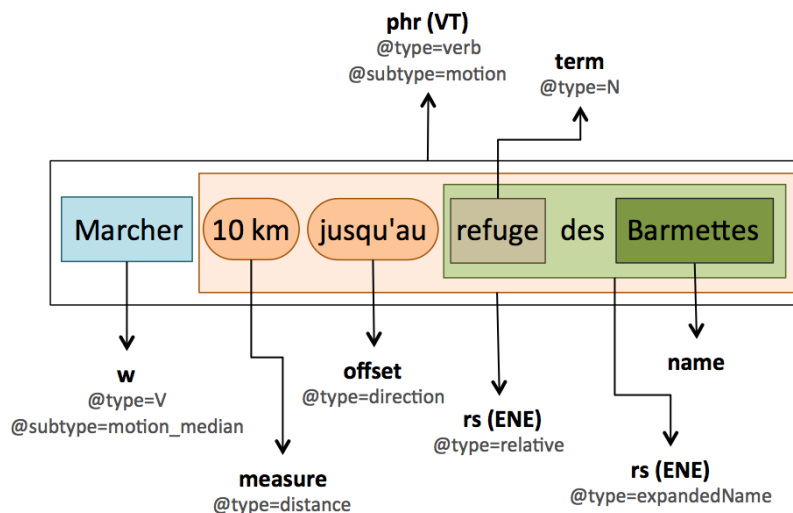 phr (VT)
@type=verb
@subtype=motion
term
@type=N
Marcher 10 km jusqu'au refuge des Barmettes
w
@type=V
@subtype=motion_median
measure
@type=distance
offset
@type=direction
rs (ENE)
@type=relative
name
rs (ENE)
@type=expandedName